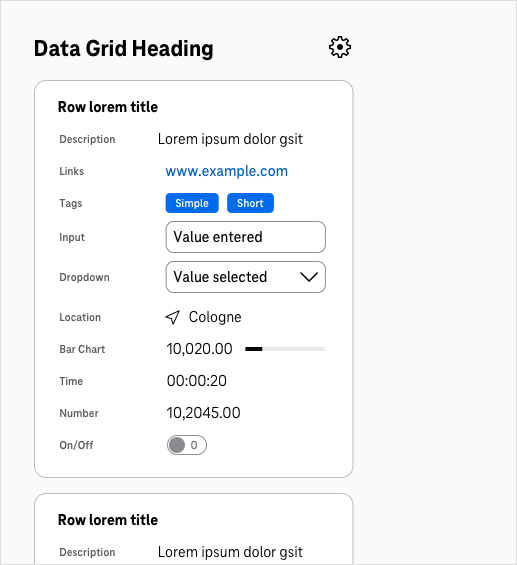 Data Grid Heading
Row lorem title
Description Lorem ipsum dolor gsit
Links www.example.com
Tags Simple Short
Input Value entered
Dropdown Value selected
Location Cologne
Bar Chart 10,020.00
Time 00:00:20
Number 10,2045.00
On/Off 0
Row lorem title
Description Lorem ipsum dolor gsit